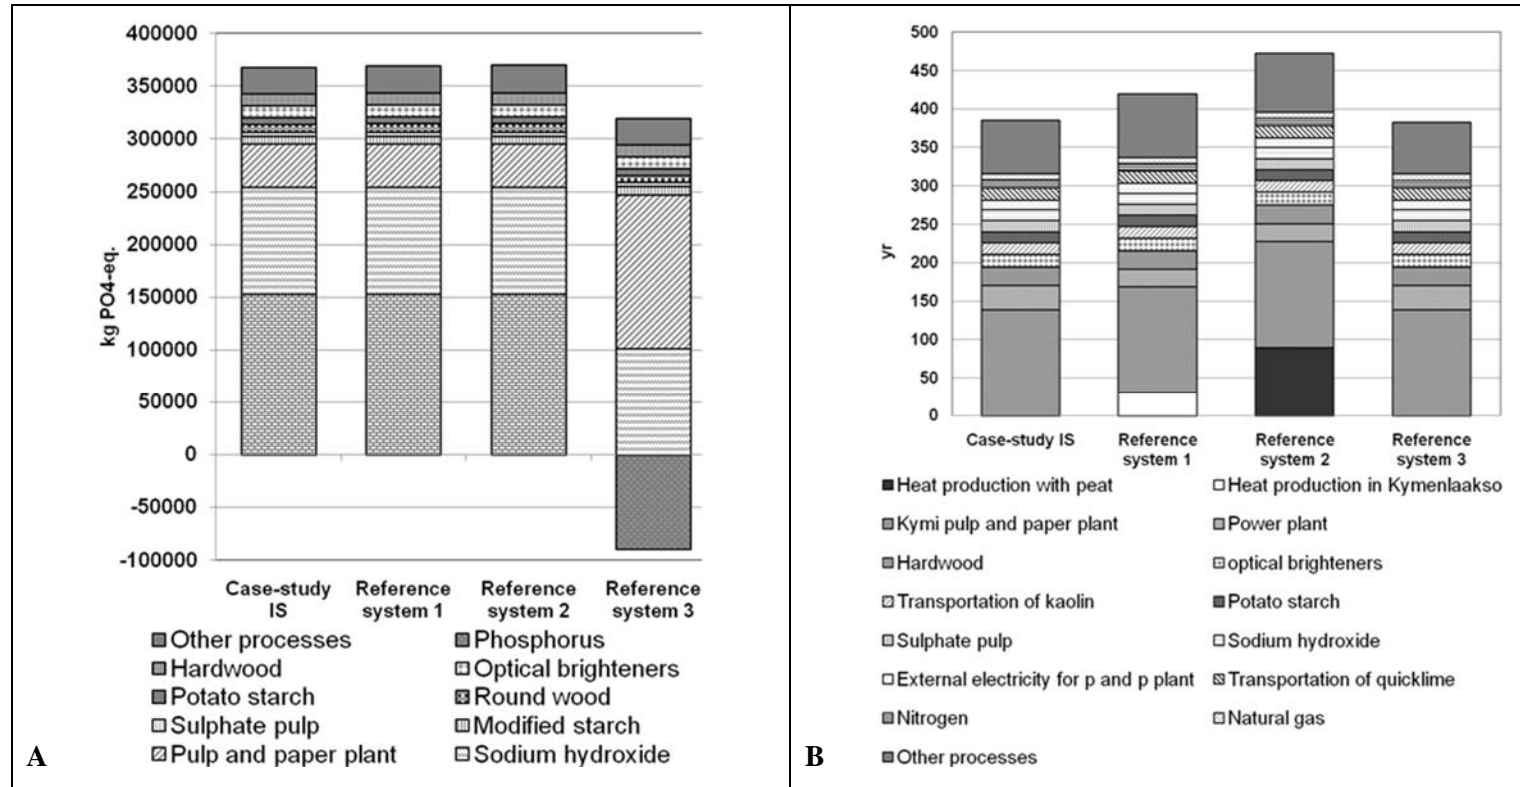 400000
350000
300000
250000
200000
150000
100000
50000
0
-50000
-100000
kg PO4-eq.
Case-study IS
Reference system 1
Reference system 2
Reference system 3
Other processes
Phosphorus
Hardwood
Optical brighteners
Potato starch
Round wood
Sulphate pulp
Modified starch
Pulp and paper plant
Sodium hydroxide
A
500
450
400
350
300
250
200
150
100
50
0
yr
Case-study IS
Reference system 1
Reference system 2
Reference system 3
Heat production with peat
Heat production in Kymenlaakso
Kymi pulp and paper plant
Power plant
Hardwood
optical brighteners
Transportation of kaolin
Potato starch
Sulphate pulp
Sodium hydroxide
External electricity for p and p plant
Transportation of quicklime
Nitrogen
Natural gas
Other processes
B